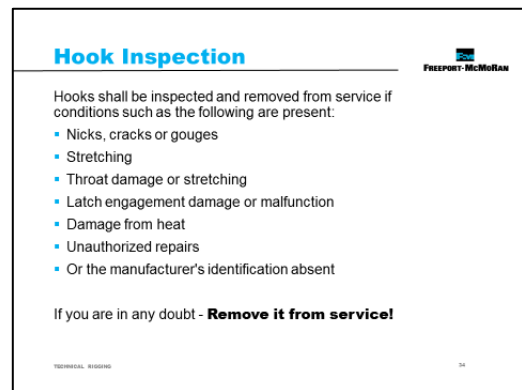 Hook Inspection
FCX
FREEPORT-MCMORAN
Hooks shall be inspected and removed from service if
conditions such as the following are present:
▪ Nicks, cracks or gouges
▪ Stretching
▪ Throat damage or stretching
▪ Latch engagement damage or malfunction
▪ Damage from heat
▪ Unauthorized repairs
▪ Or the manufacturer's identification absent
If you are in any doubt - Remove it from service!
TECHNICAL RIGGING
34